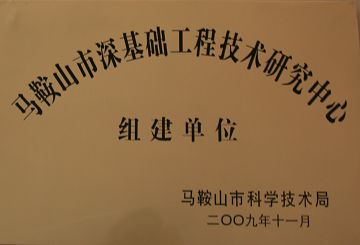 马鞍山市深基础工程技术研究中心
组建单位
马鞍山市科学技术局
二〇〇九年十一月